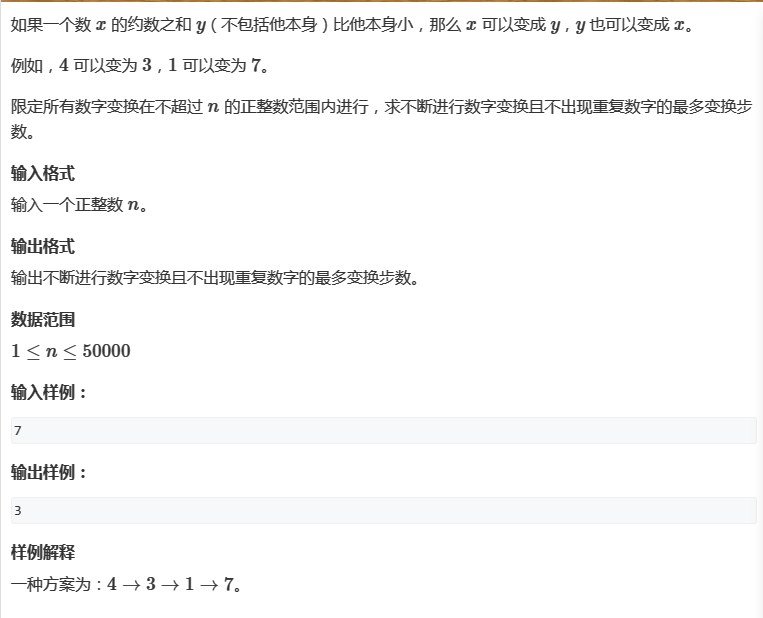 如果一个数 x 的约数之和 y（不包括他本身）比他本身小，那么 x 可以变成 y，y 也可以变成 x。
例如，4 可以变为 3，1 可以变为 7。
限定所有数字变换在不超过 n 的正整数范围内进行，求不断进行数字变换且不出现重复数字的最多变换步
数。
输入格式
输入一个正整数 n。
输出格式
输出不断进行数字变换且不出现重复数字的最多变换步数。
数据范围
1 ≤ n ≤ 50000
输入样例：
7
输出样例：
3
样例解释
一种方案为：4 → 3 → 1 → 7。